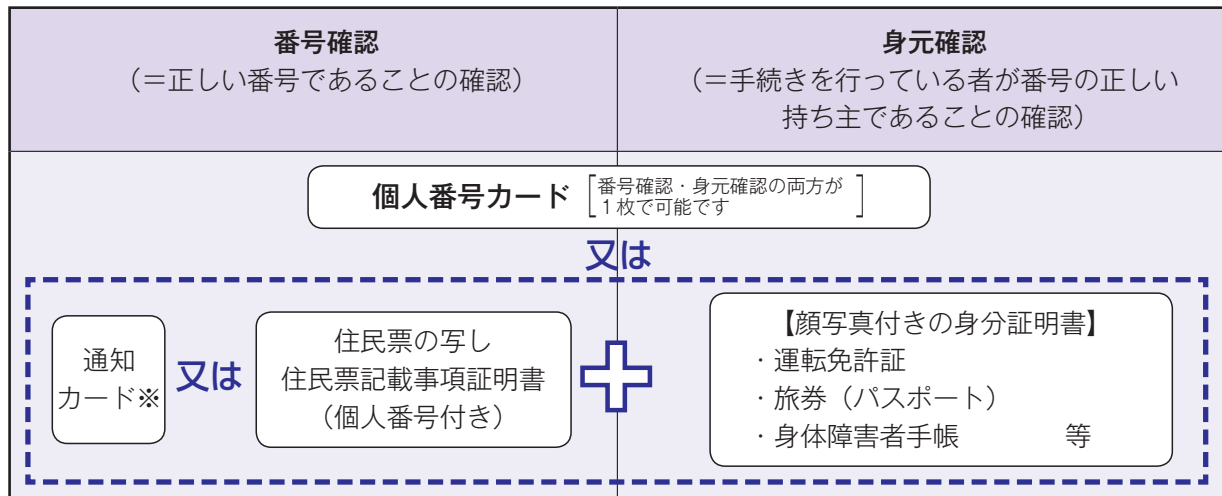 番号確認
(=正しい番号であることの確認)
身元確認
(=手続きを行っている者が番号の正しい
持ち主であることの確認)
個人番号カード
番号確認・身元確認の両方が
1枚で可能です
又は
通知
カード※
又は
住民票の写し
住民票記載事項証明書
(個人番号付き)
【顔写真付きの身分証明書】
・運転免許証
・旅券(パスポート)
・身体障害者手帳 等